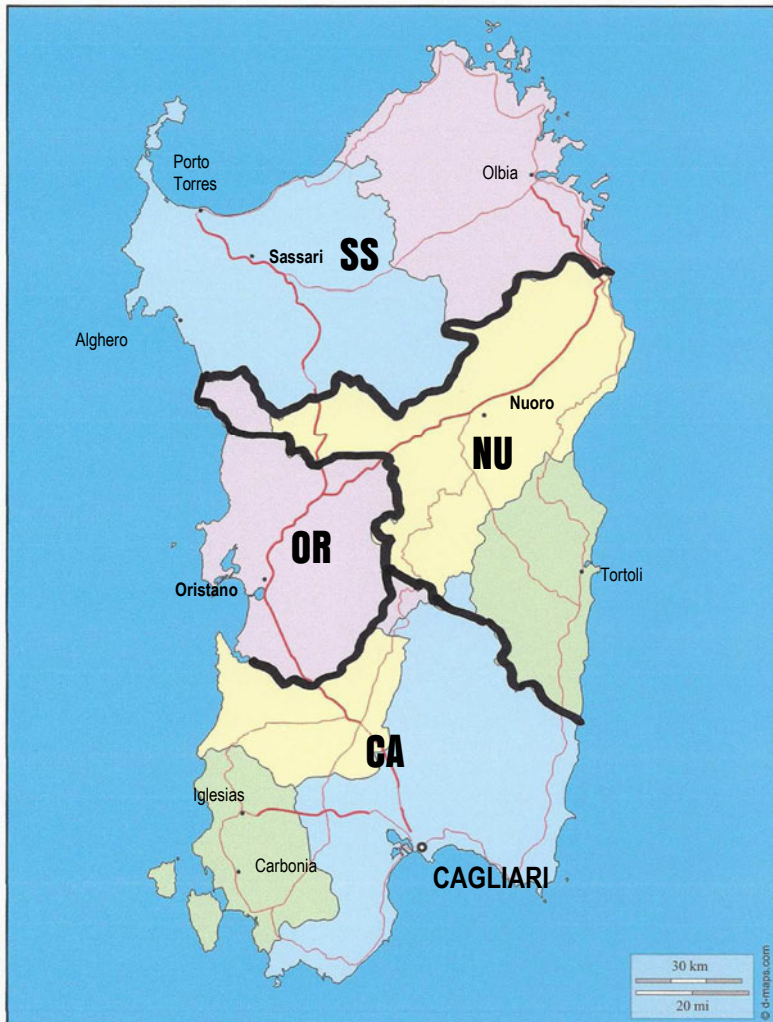 Porto
Torres
Olbia
Sassari
SS
Alghero
Nuoro
NU
OR
Oristano
Tortoli
CA
Iglesias
Carbonia
CAGLIARI
30 km
20 mi
© d-maps.com